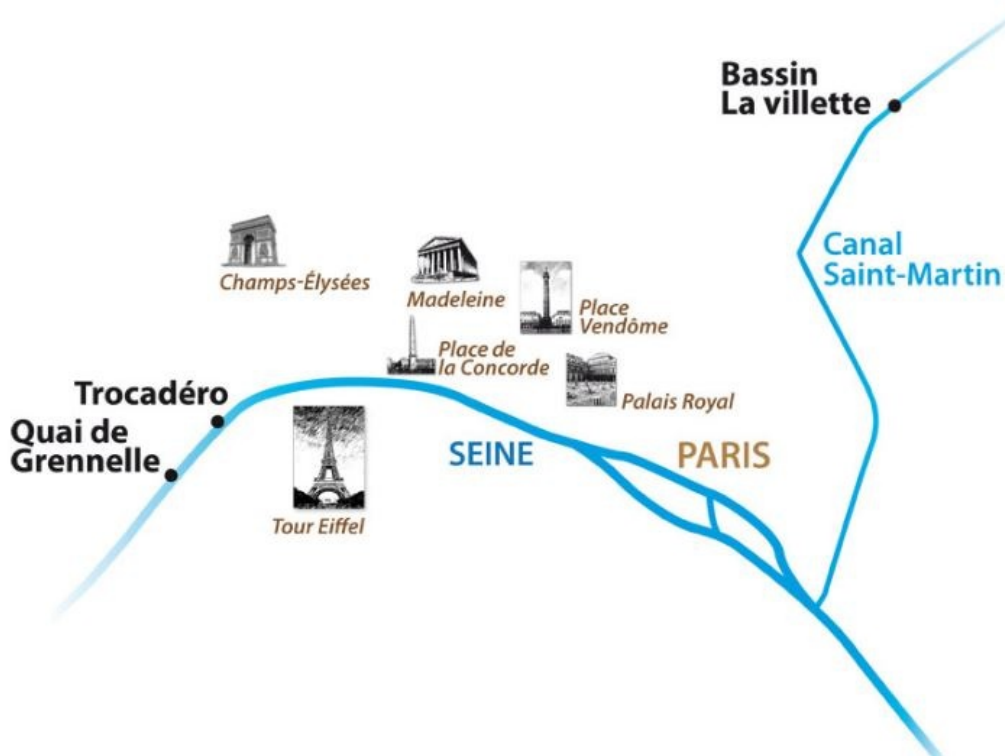 Bassin
La villette
Canal
Saint-Martin
Champs-Élysées
Madeleine
Place
Vendôme
Place de
la Concorde
Palais Royal
Trocadéro
Quai de
Grennelle
SEINE
PARIS
Tour Eiffel